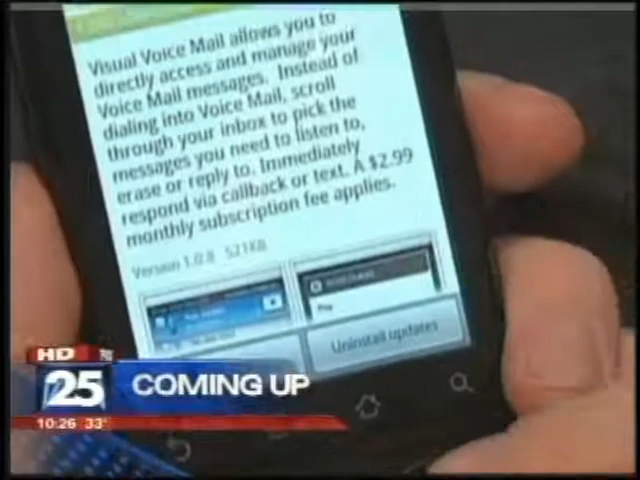 Visual Voice Mail allows you to
directly access and manage your
Voice Mail messages. Instead of
dialing into Voice Mail, scroll
through your inbox to pick the
messages you need to listen to,
erase or reply to. Immediately
respond via callback or text. A $2.99
monthly subscription fee applies.
Version 1.0.8 521KB
Uninstall updates
HD
25 COMING UP
10:26 33°